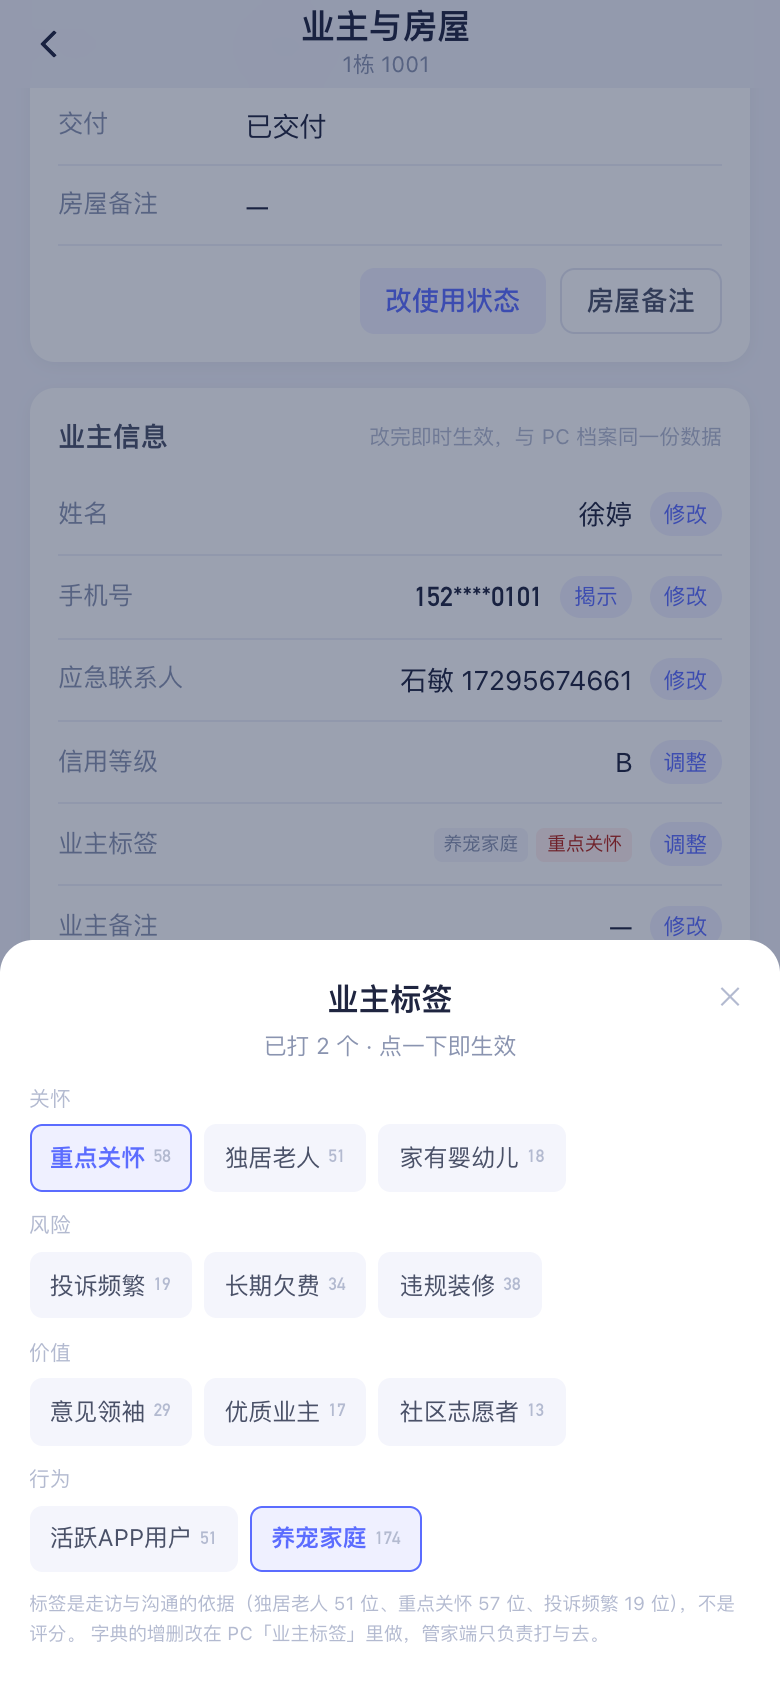 业主与房屋
1栋 1001
交付 已交付
房屋备注 —
改使用状态 房屋备注
业主信息 改完即时生效，与 PC 档案同一份数据
姓名 徐婷 修改
手机号 152****0101 揭示 修改
应急联系人 石敏 17295674661 修改
信用等级 B 调整
业主标签 养宠家庭 重点关怀 调整
业主备注 — 修改
业主标签
已打 2 个 · 点一下即生效
关怀
重点关怀 58 独居老人 51 家有婴幼儿 18
风险
投诉频繁 19 长期欠费 34 违规装修 38
价值
意见领袖 29 优质业主 17 社区志愿者 13
行为
活跃APP用户 51 养宠家庭 174
标签是走访与沟通的依据（独居老人 51 位、重点关怀 57 位、投诉频繁 19 位），不是
评分。 字典的增删改在 PC「业主标签」里做，管家端只负责打与去。